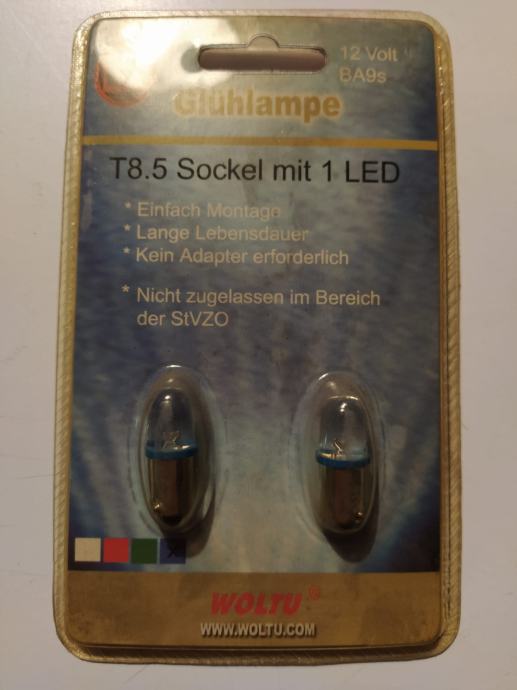 12 Volt
BA9s
Glühlampe
T8.5 Sockel mit 1 LED
* Einfach Montage
* Lange Lebensdauer
* Kein Adapter erforderlich
* Nicht zugelassen im Bereich
der StVZO
X
WOLTU®
WWW.WOLTU.COM